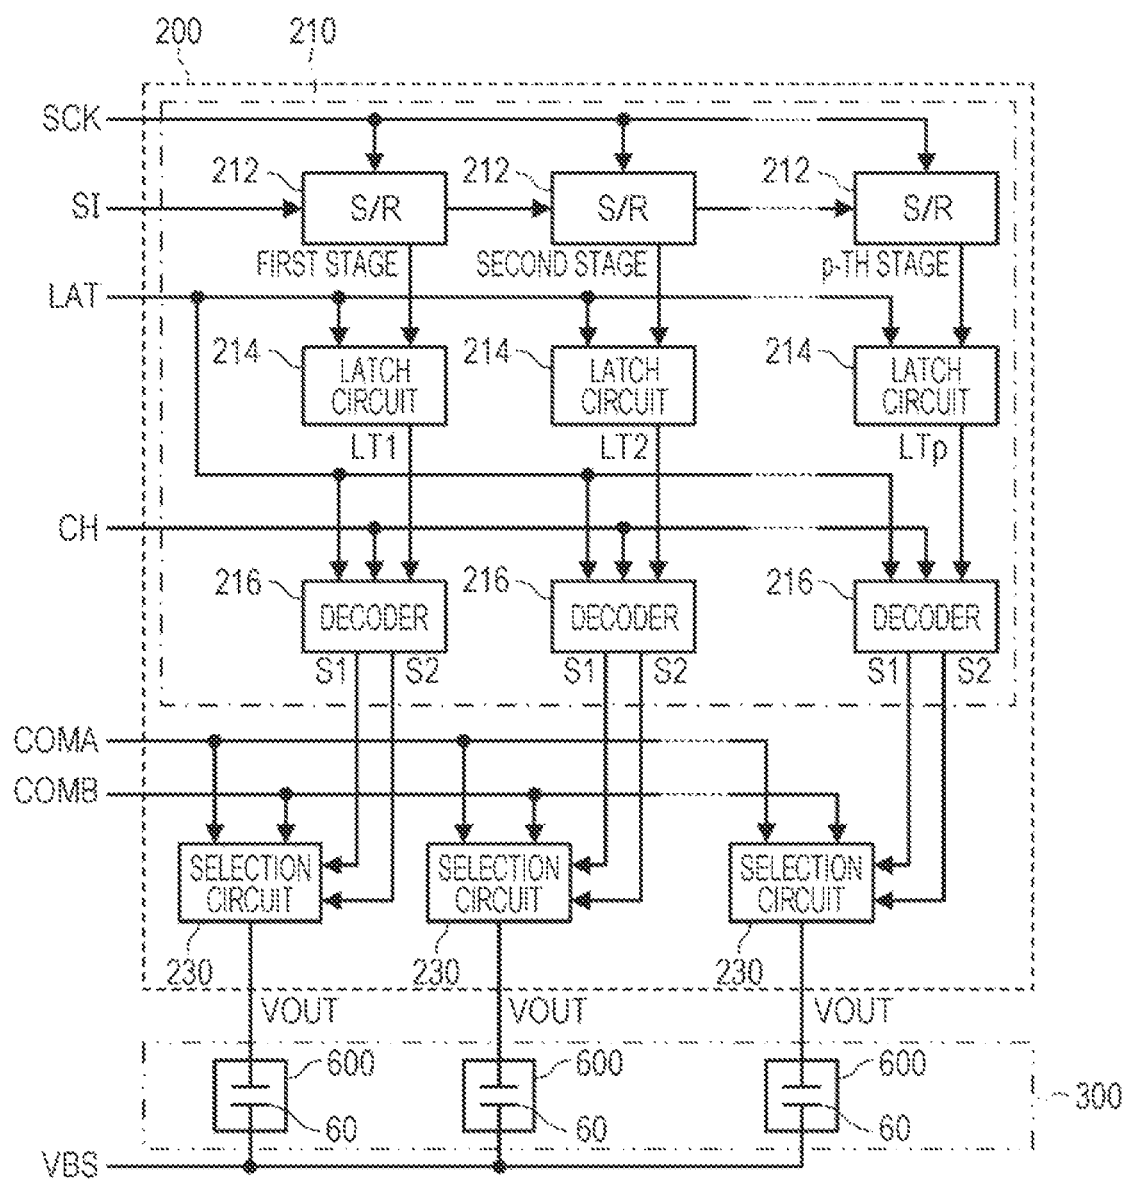 200 210
SCK
212 212 212
SI S/R S/R S/R
FIRST STAGE SECOND STAGE p-TH STAGE
LAT
214 214 214
LATCH CIRCUIT LATCH CIRCUIT LATCH CIRCUIT
LT1 LT2 LTp
CH
216 216 216
DECODER DECODER DECODER
S1 S2 S1 S2 S1 S2
COMA
COMB
SELECTION CIRCUIT SELECTION CIRCUIT SELECTION CIRCUIT
230 230 230
VOUT VOUT VOUT
600 600 600
300
60 60 60
VBS